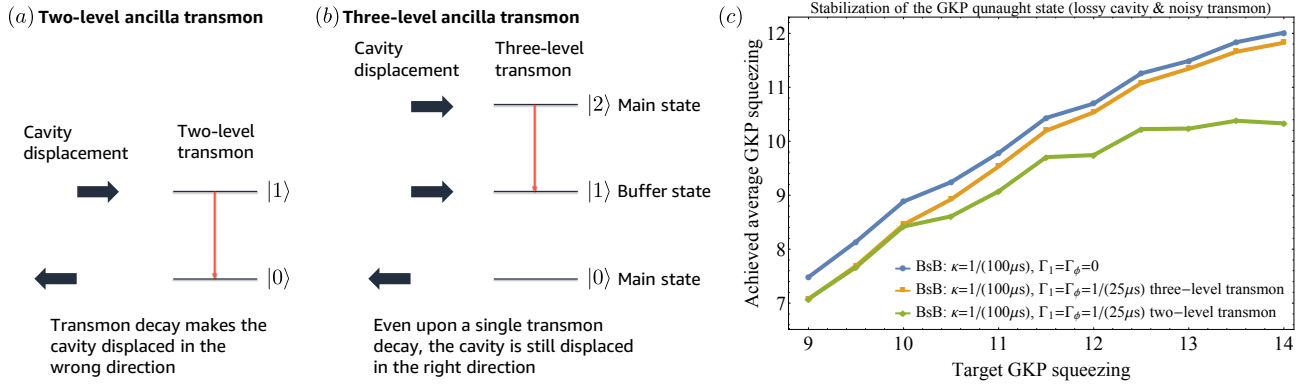 (a) Two-level ancilla transmon
Cavity
displacement
Two-level
transmon
|1⟩
|0⟩
Transmon decay makes the
cavity displaced in the
wrong direction
(b) Three-level ancilla transmon
Cavity
displacement
Three-level
transmon
|2⟩ Main state
|1⟩ Buffer state
|0⟩ Main state
Even upon a single transmon
decay, the cavity is still displaced
in the right direction
(c) Stabilization of the GKP qunaught state (lossy cavity & noisy transmon)
Achieved average GKP squeezing
12
11
10
9
8
7
BsB: κ=1/(100μs), Γ₁=Γᵩ=0
BsB: κ=1/(100μs), Γ₁=Γᵩ=1/(25μs) three-level transmon
BsB: κ=1/(100μs), Γ₁=Γᵩ=1/(25μs) two-level transmon
9 10 11 12 13 14
Target GKP squeezing